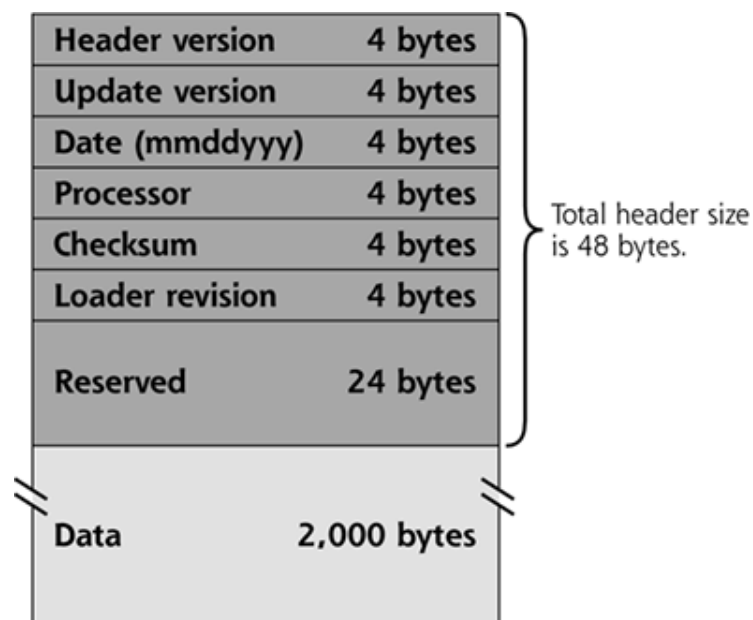 Header version 4 bytes
Update version 4 bytes
Date (mmddyyy) 4 bytes
Processor 4 bytes
Checksum 4 bytes
Loader revision 4 bytes
Reserved 24 bytes
Data 2,000 bytes
Total header size
is 48 bytes.